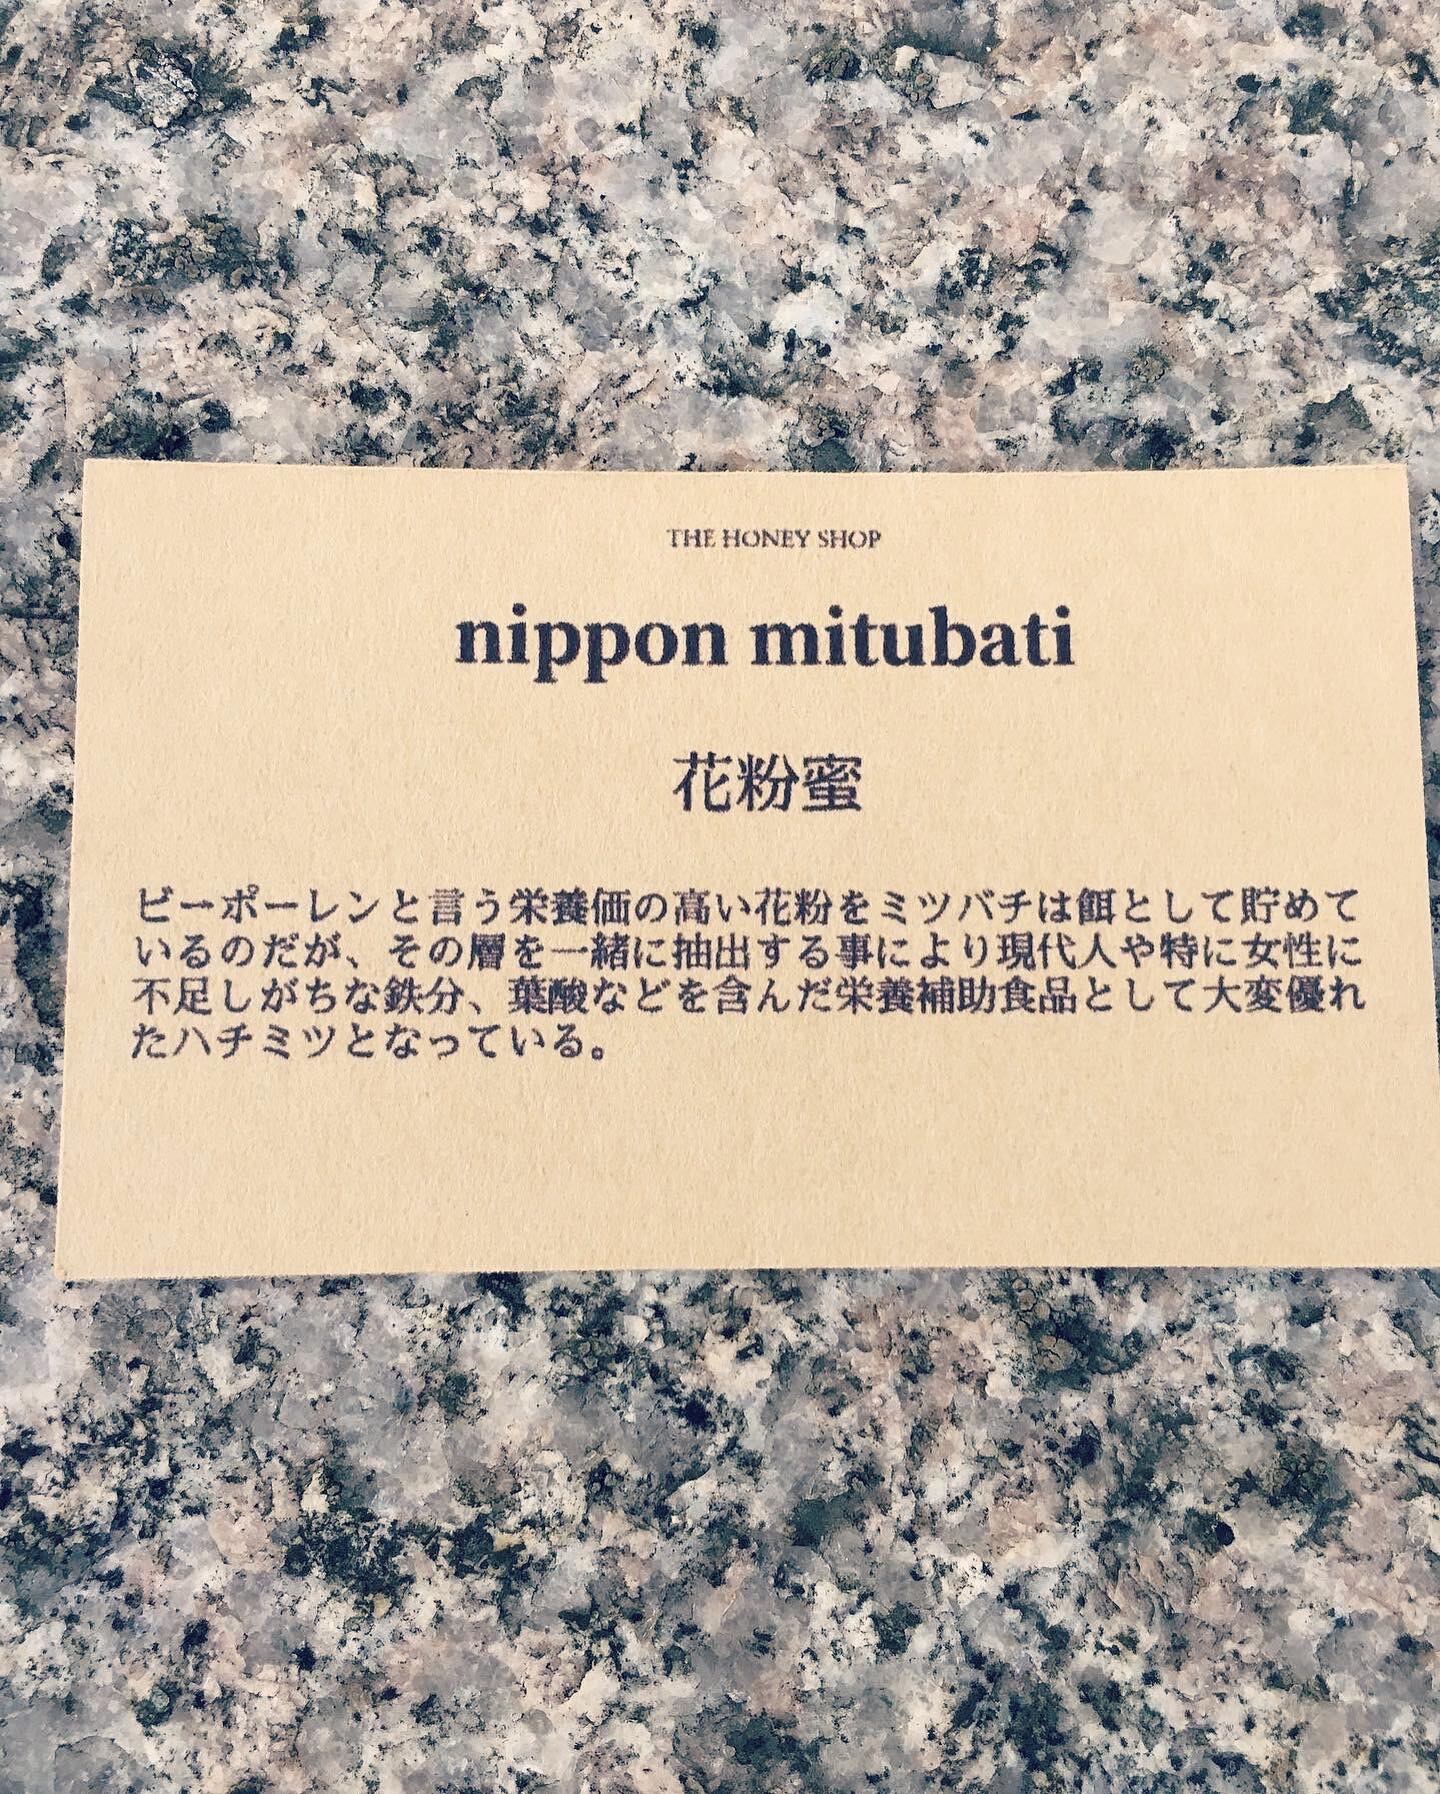 THE HONEY SHOP
nippon mitubati
花粉蜜
ビーポーレンと言う栄養価の高い花粉をミツバチは餌として貯めて
いるのだが、その層を一緒に抽出する事により現代人や特に女性に
不足しがちな鉄分、葉酸などを含んだ栄養補助食品として大変優れ
たハチミツとなっている。